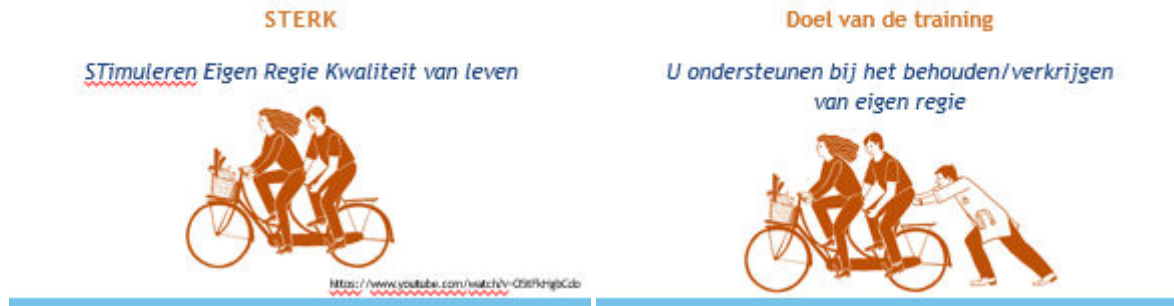 STERK
STimuleren Eigen Regie Kwaliteit van leven
Doel van de training
U ondersteunen bij het behouden/verkrijgen
van eigen regie